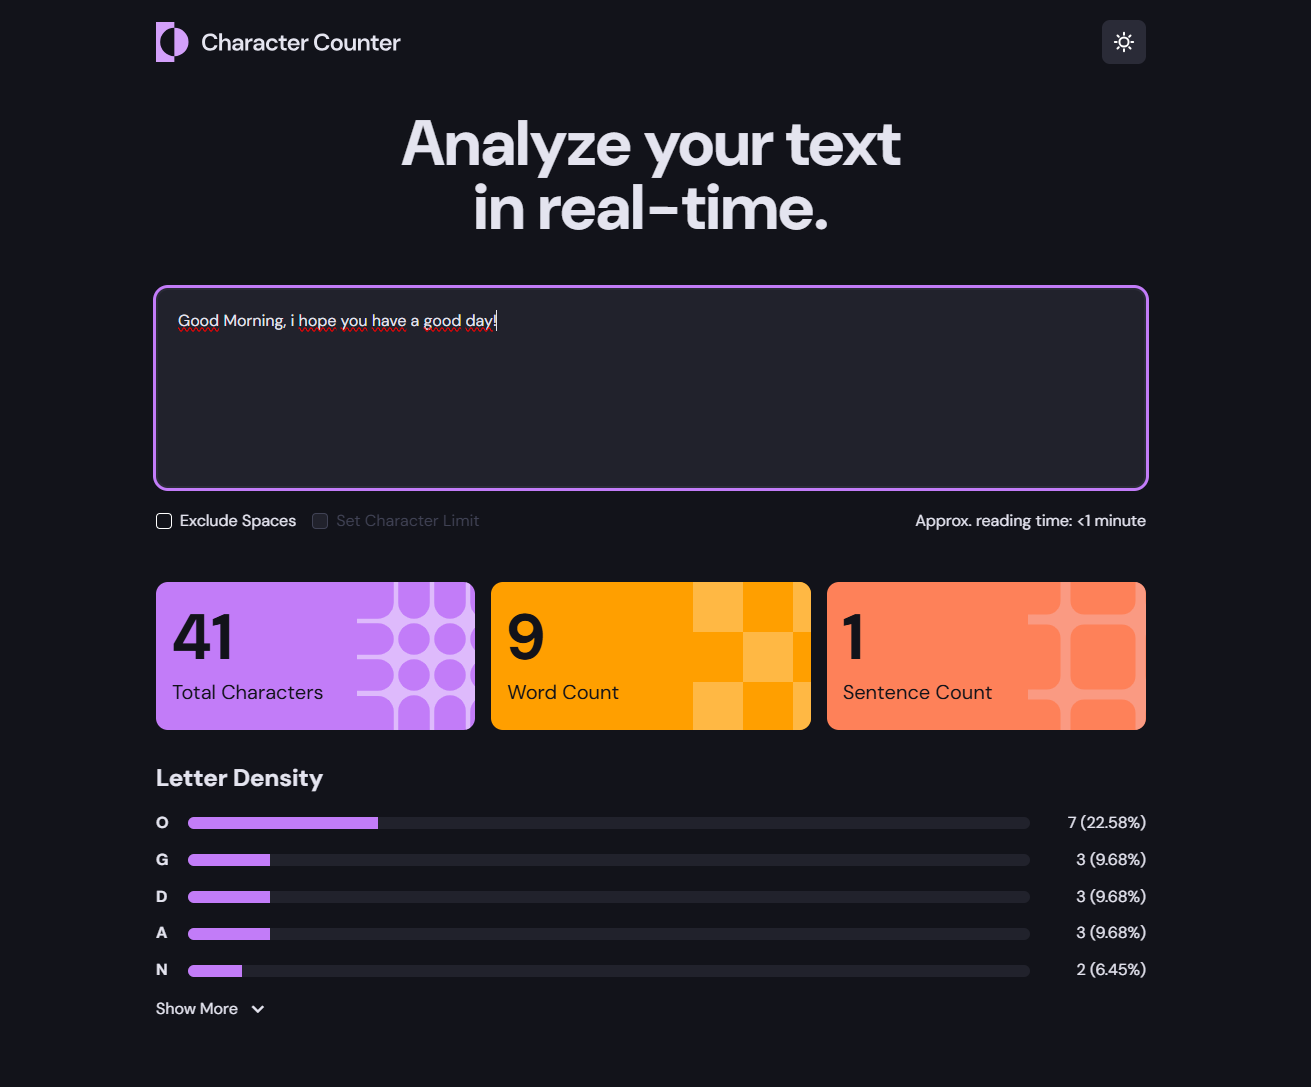 Character Counter
Analyze your text
in real-time.
Good Morning, i hope you have a good day!
Exclude Spaces
Set Character Limit
Approx. reading time: <1 minute
41
Total Characters
9
Word Count
1
Sentence Count
Letter Density
O 7 (22.58%)
G 3 (9.68%)
D 3 (9.68%)
A 3 (9.68%)
N 2 (6.45%)
Show More